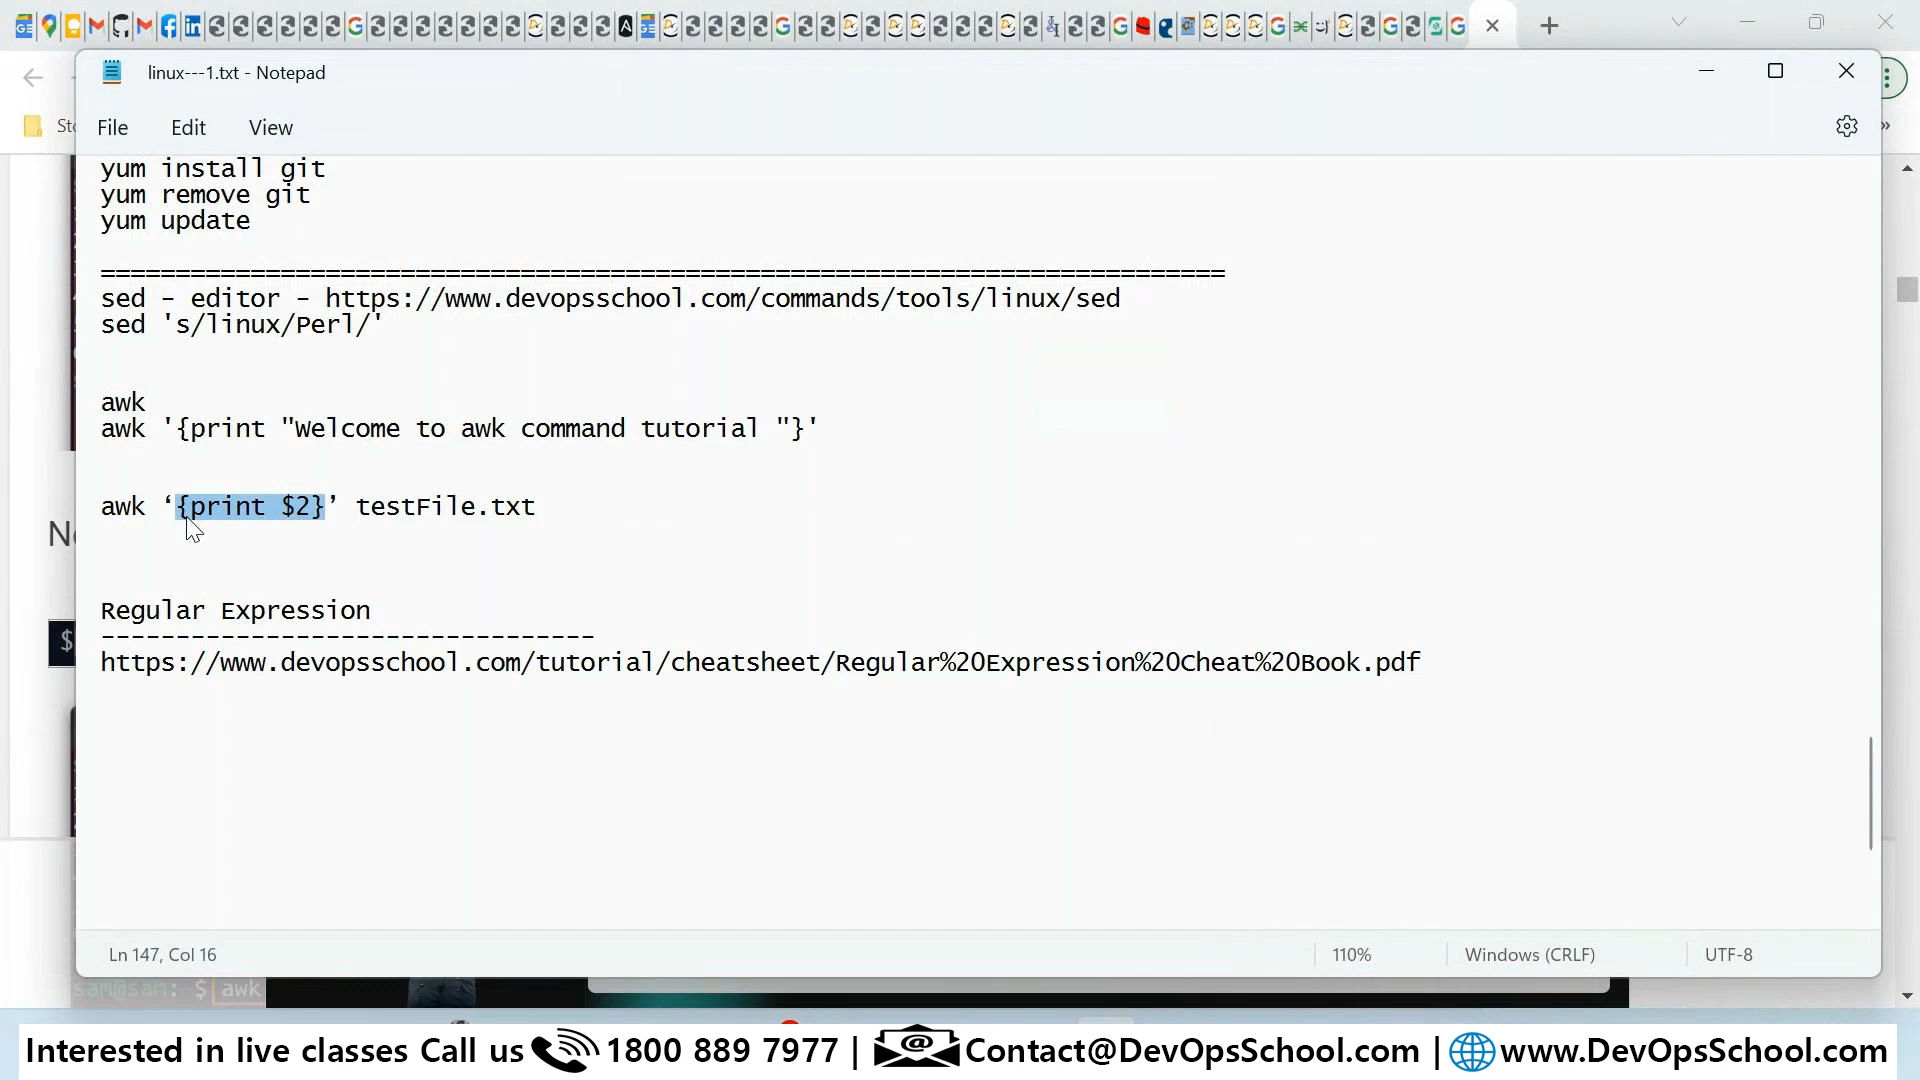 linux---1.txt - Notepad
File Edit View
yum install git
yum remove git
yum update
===========================================================================
sed - editor - https://www.devopsschool.com/commands/tools/linux/sed
sed 's/linux/Perl/'
awk
awk '{print "Welcome to awk command tutorial "}'
awk ‘{print $2}’ testFile.txt
Regular Expression
---------------------------------
https://www.devopsschool.com/tutorial/cheatsheet/Regular%20Expression%20Cheat%20Book.pdf
Ln 147, Col 16 110% Windows (CRLF) UTF-8
sam@sam: $ awk
Interested in live classes Call us 1800 889 7977 | Contact@DevOpsSchool.com | www.DevOpsSchool.com